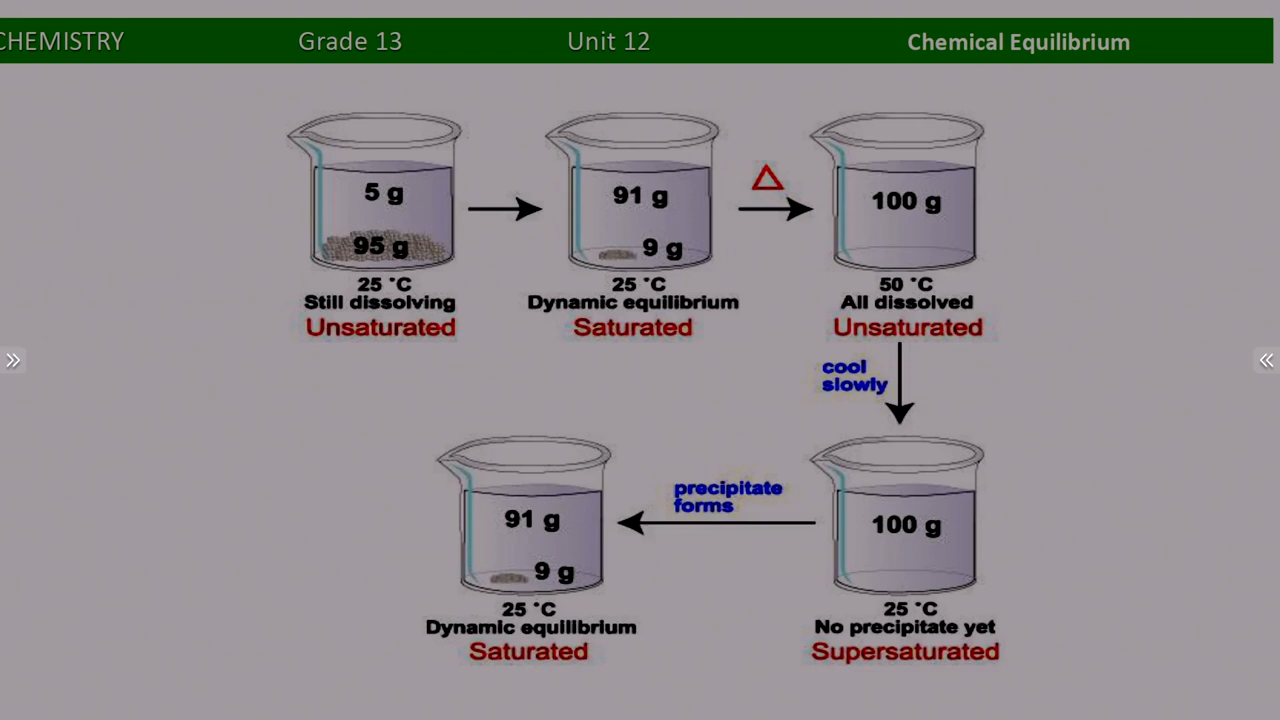 CHEMISTRY Grade 13 Unit 12 Chemical Equilibrium
5 g
95 g
25 °C
Still dissolving
Unsaturated
91 g
9 g
25 °C
Dynamic equilibrium
Saturated
△
100 g
50 °C
All dissolved
Unsaturated
cool
slowly
100 g
25 °C
No precipitate yet
Supersaturated
precipitate
forms
91 g
9 g
25 °C
Dynamic equilibrium
Saturated